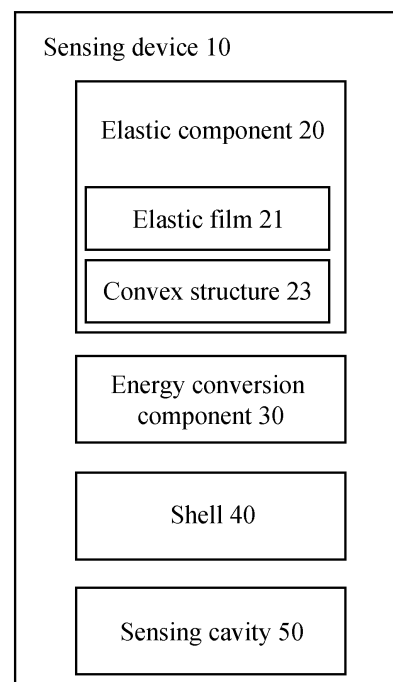 Sensing device 10
Elastic component 20
Elastic film 21
Convex structure 23
Energy conversion
component 30
Shell 40
Sensing cavity 50